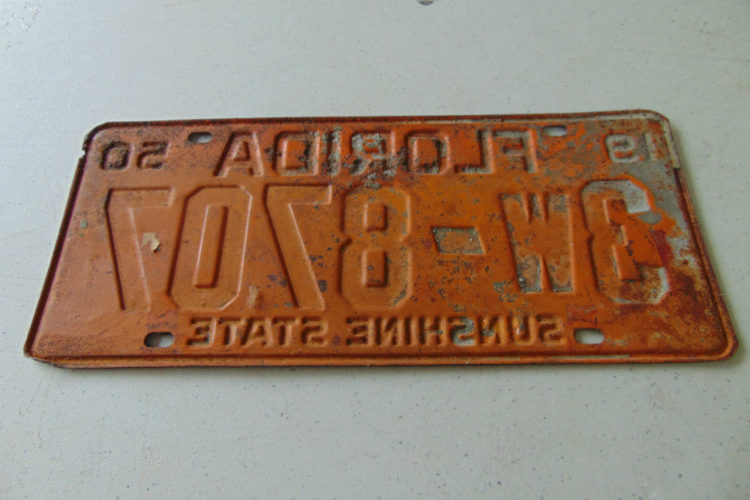 19 FLORIDA 50
3W-8707
SUNSHINE STATE